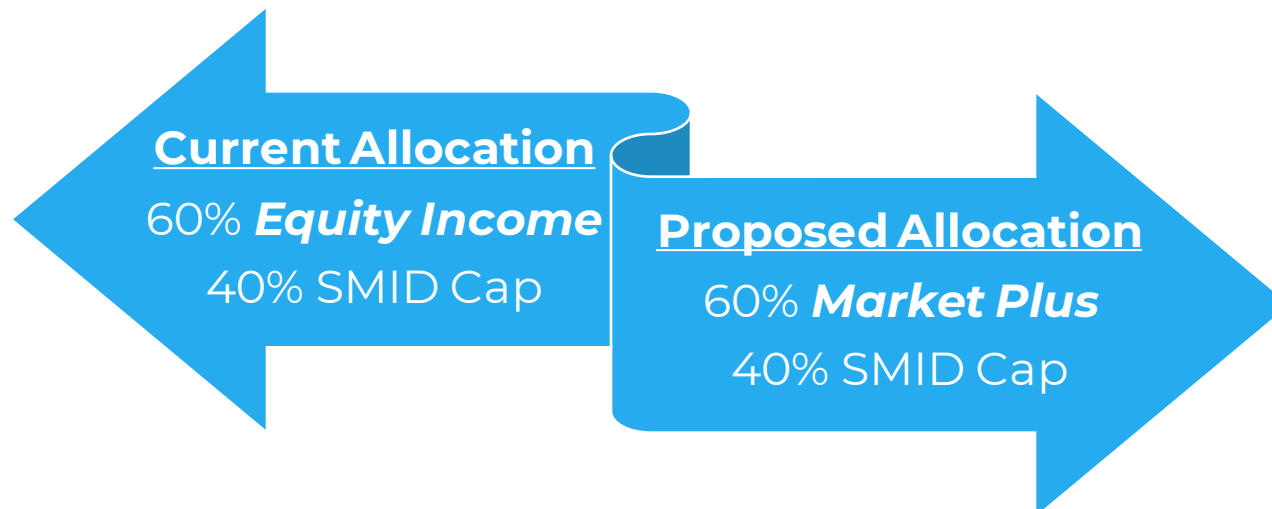 Current Allocation
60% Equity Income
40% SMID Cap
Proposed Allocation
60% Market Plus
40% SMID Cap